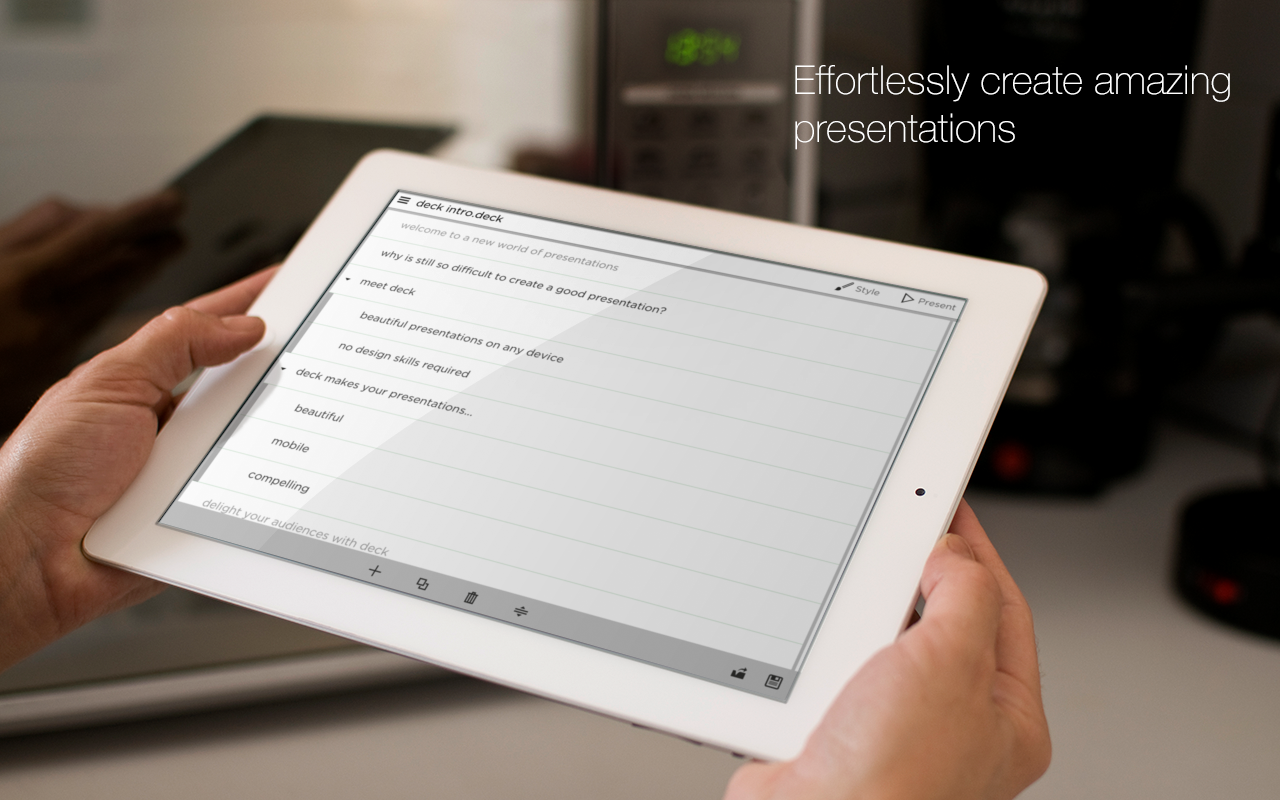 Effortlessly create amazing
presentations
deck intro.deck
Style
Present
welcome to a new world of presentations
why is still so difficult to create a good presentation?
meet deck
beautiful presentations on any device
no design skills required
deck makes your presentations...
beautiful
mobile
compelling
delight your audiences with deck